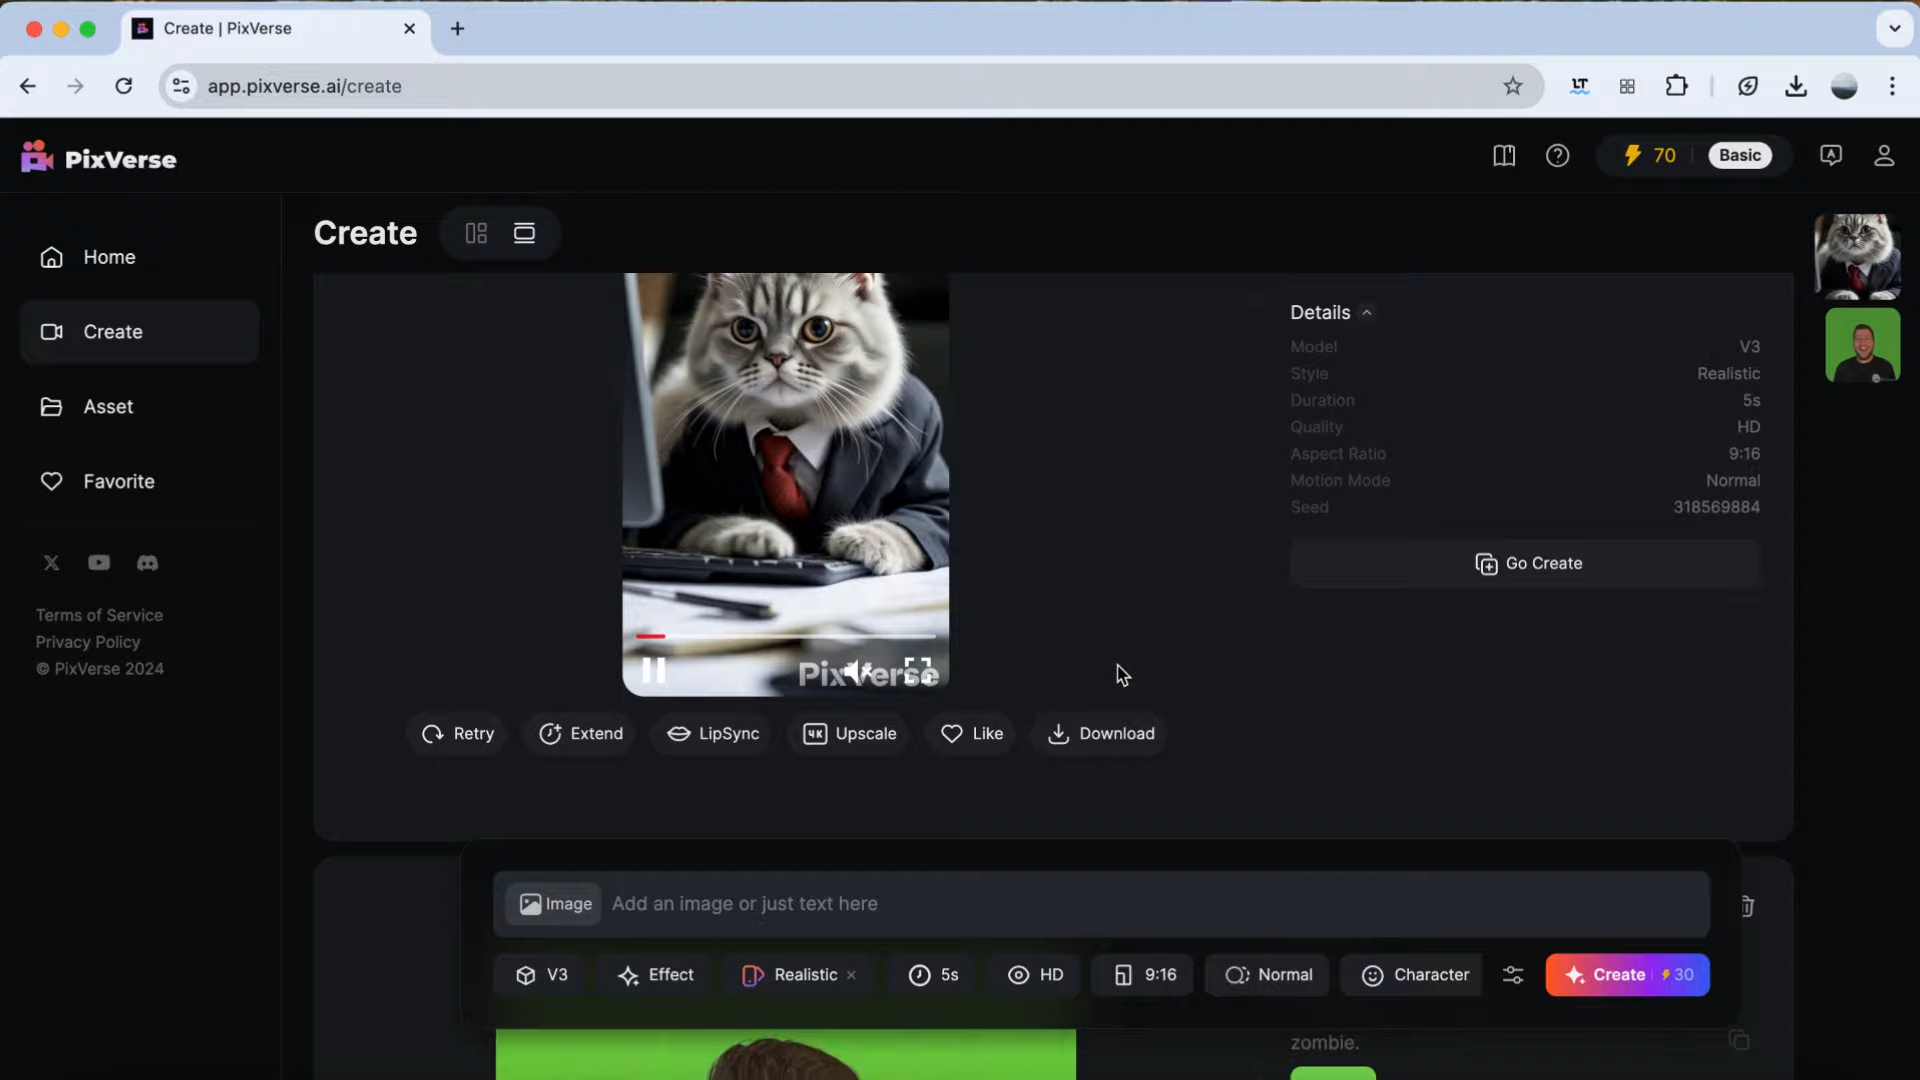 Create | PixVerse
app.pixverse.ai/create
LT
PixVerse
70
Basic
Home
Create
Asset
Favorite
Terms of Service
Privacy Policy
© PixVerse 2024
Create
Details
Model V3
Style Realistic
Duration 5s
Quality HD
Aspect Ratio 9:16
Motion Mode Normal
Seed 318569884
Go Create
PixVerse
Retry
Extend
LipSync
4K Upscale
Like
Download
Image Add an image or just text here
V3
Effect
Realistic
5s
HD
9:16
Normal
Character
Create 30
zombie.